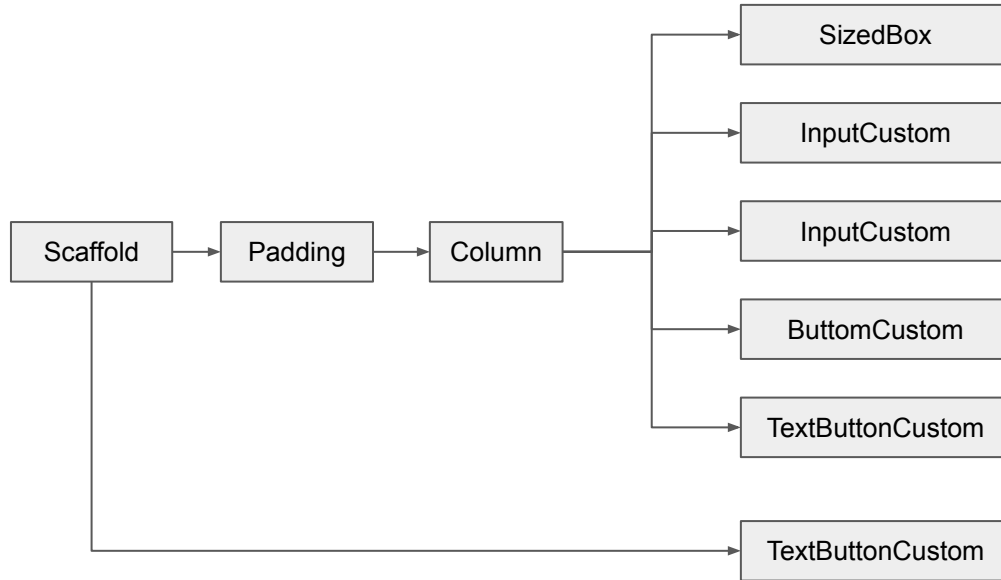 SizedBox
InputCustom
InputCustom
Scaffold
Padding
Column
ButtomCustom
TextButtonCustom
TextButtonCustom